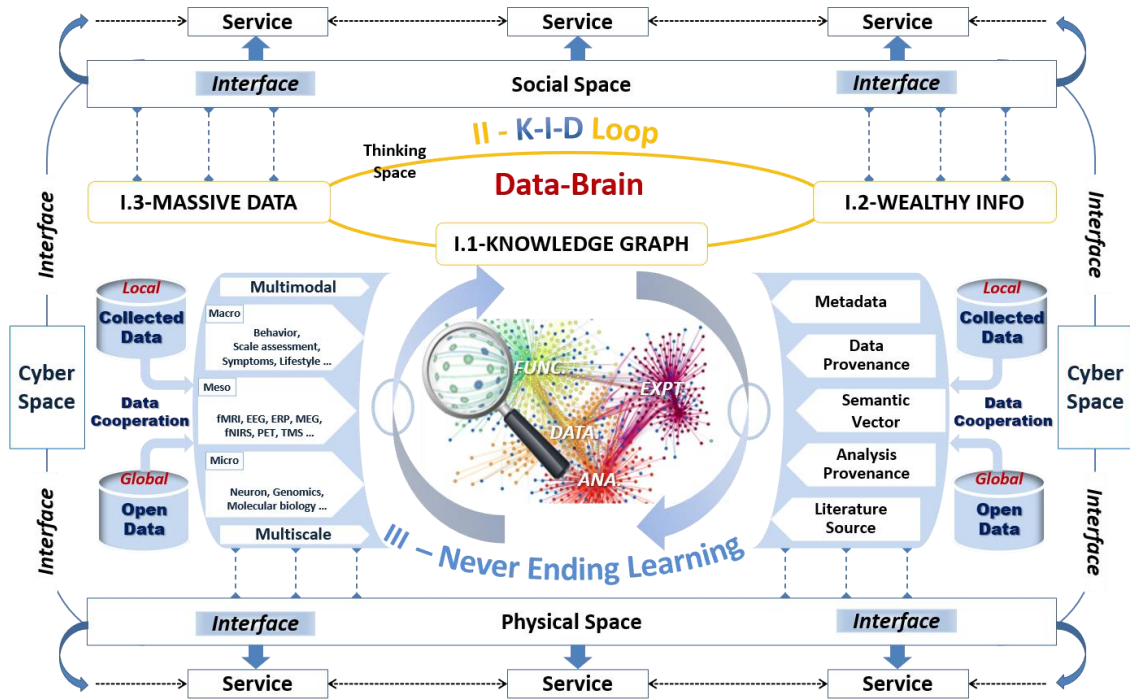 Service
Service
Service
Interface
Social Space
Interface
II - K-I-D Loop
Thinking
Space
Data-Brain
I.3-MASSIVE DATA
I.2-WEALTHY INFO
I.1-KNOWLEDGE GRAPH
Interface
Interface
Local
Collected
Data
Cyber
Space
Data
Cooperation
Global
Open
Data
Interface
Multimodal
Macro
Behavior,
Scale assessment,
Symptoms, Lifestyle ...
Meso
fMRI, EEG, ERP, MEG,
fNIRS, PET, TMS ...
Micro
Neuron, Genomics,
Molecular biology ...
Multiscale
FUNC.
EXPT.
DATA.
ANA.
Metadata
Data
Provenance
Semantic
Vector
Analysis
Provenance
Literature
Source
Local
Collected
Data
Cyber
Space
Data
Cooperation
Global
Open
Data
Interface
III – Never Ending Learning
Interface
Physical Space
Interface
Service
Service
Service